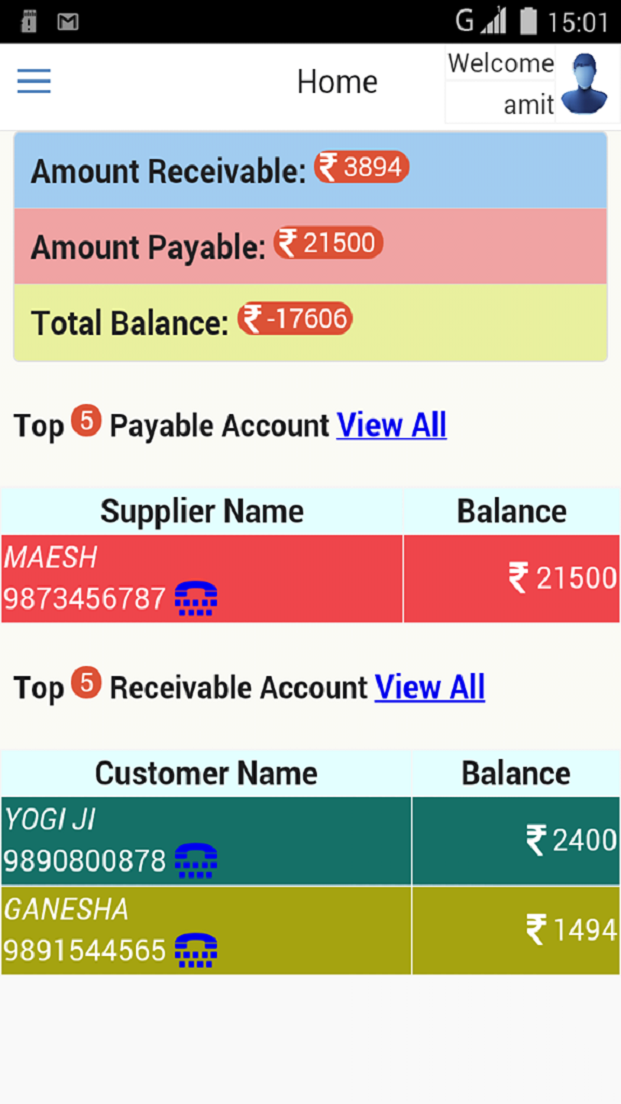 G 15:01
Home
Welcome
amit
Amount Receivable: ₹ 3894
Amount Payable: ₹ 21500
Total Balance: ₹ -17606
Top 5 Payable Account View All
Supplier Name Balance
MAESH
9873456787
₹ 21500
Top 5 Receivable Account View All
Customer Name Balance
YOGI JI
9890800878
₹ 2400
GANESHA
9891544565
₹ 1494